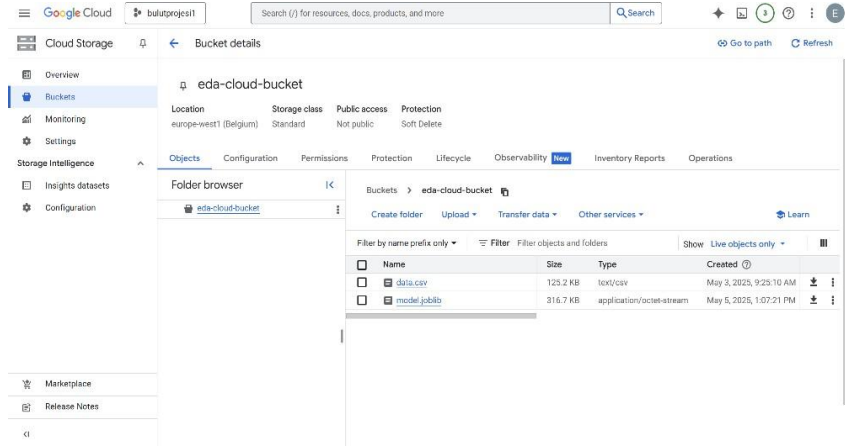 Google Cloud
bulutprojesi1
Search (/) for resources, docs, products, and more
Search
3
E
Cloud Storage
Bucket details
Go to path
Refresh
Overview
Buckets
Monitoring
Settings
Storage Intelligence
Insights datasets
Configuration
Marketplace
Release Notes
eda-cloud-bucket
Location Storage class Public access Protection
europe-west1 (Belgium) Standard Not public Soft Delete
Objects Configuration Permissions Protection Lifecycle Observability New Inventory Reports Operations
Folder browser
eda-cloud-bucket
Buckets > eda-cloud-bucket
Create folder Upload Transfer data Other services Learn
Filter by name prefix only Filter Filter objects and folders Show Live objects only
Name Size Type Created
data.csv 125.2 KB text/csv May 3, 2025, 9:25:10 AM
model.joblib 316.7 KB application/octet-stream May 5, 2025, 1:07:21 PM